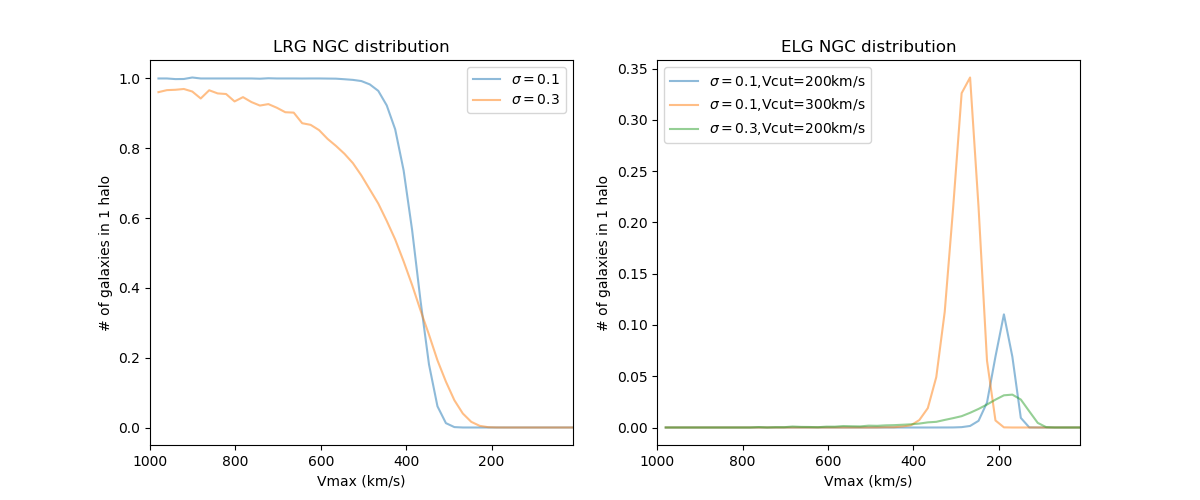 LRG NGC distribution
# of galaxies in 1 halo
1.0
0.8
0.6
0.4
0.2
0.0
σ = 0.1
σ = 0.3
1000 800 600 400 200
Vmax (km/s)
ELG NGC distribution
# of galaxies in 1 halo
0.35
0.30
0.25
0.20
0.15
0.10
0.05
0.00
σ = 0.1,Vcut=200km/s
σ = 0.1,Vcut=300km/s
σ = 0.3,Vcut=200km/s
1000 800 600 400 200
Vmax (km/s)